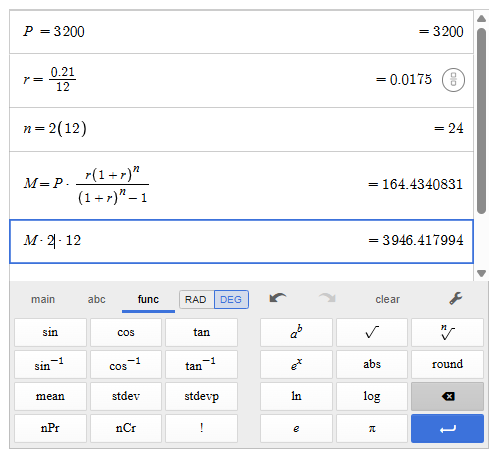 P = 3200 = 3200
r = 0.21/12 = 0.0175
n = 2(12) = 24
M = P · r(1+r)^n/((1+r)^n − 1) = 164.4340831
M · 2 · 12 = 3946.417994
main abc func RAD DEG clear
sin cos tan a^b √ ⁿ√
sin⁻¹ cos⁻¹ tan⁻¹ e^x abs round
mean stdev stdevp ln log
nPr nCr ! e π